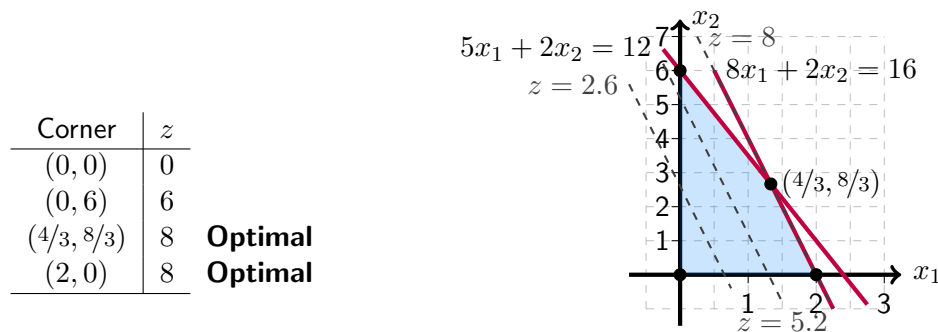 Corner z
(0, 0) 0
(0, 6) 6
(4/3, 8/3) 8 Optimal
(2, 0) 8 Optimal
x₂
7
z = 8
5x₁ + 2x₂ = 12
6
8x₁ + 2x₂ = 16
z = 2.6
5
4
3
(4/3, 8/3)
2
1
x₁
1 2 3
z = 5.2